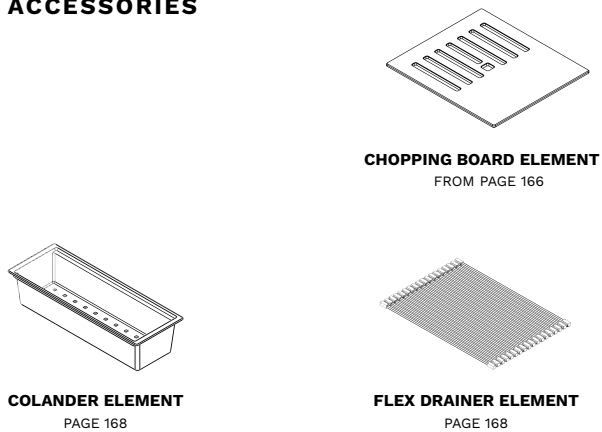 ACCESSORIES
CHOPPING BOARD ELEMENT
FROM PAGE 166
COLANDER ELEMENT
PAGE 168
FLEX DRAINER ELEMENT
PAGE 168